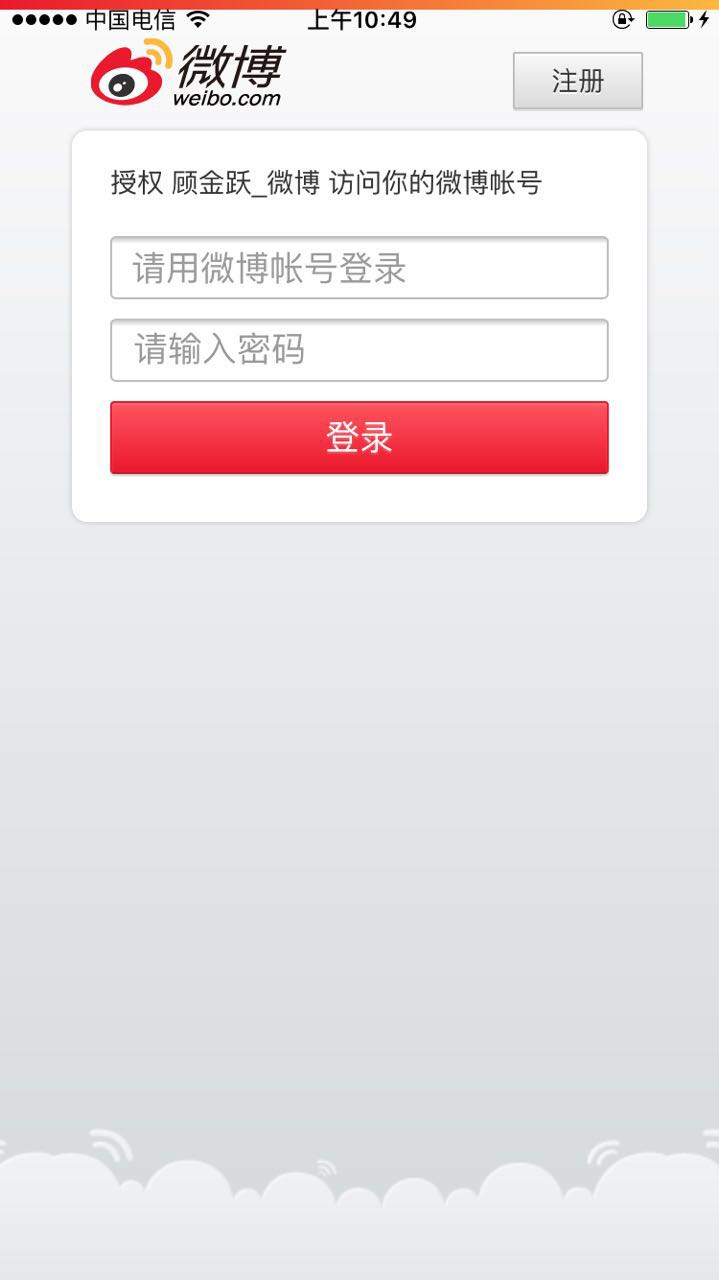 中国电信 上午10:49
微博
weibo.com
注册
授权 顾金跃_微博 访问你的微博帐号
请用微博帐号登录
请输入密码
登录